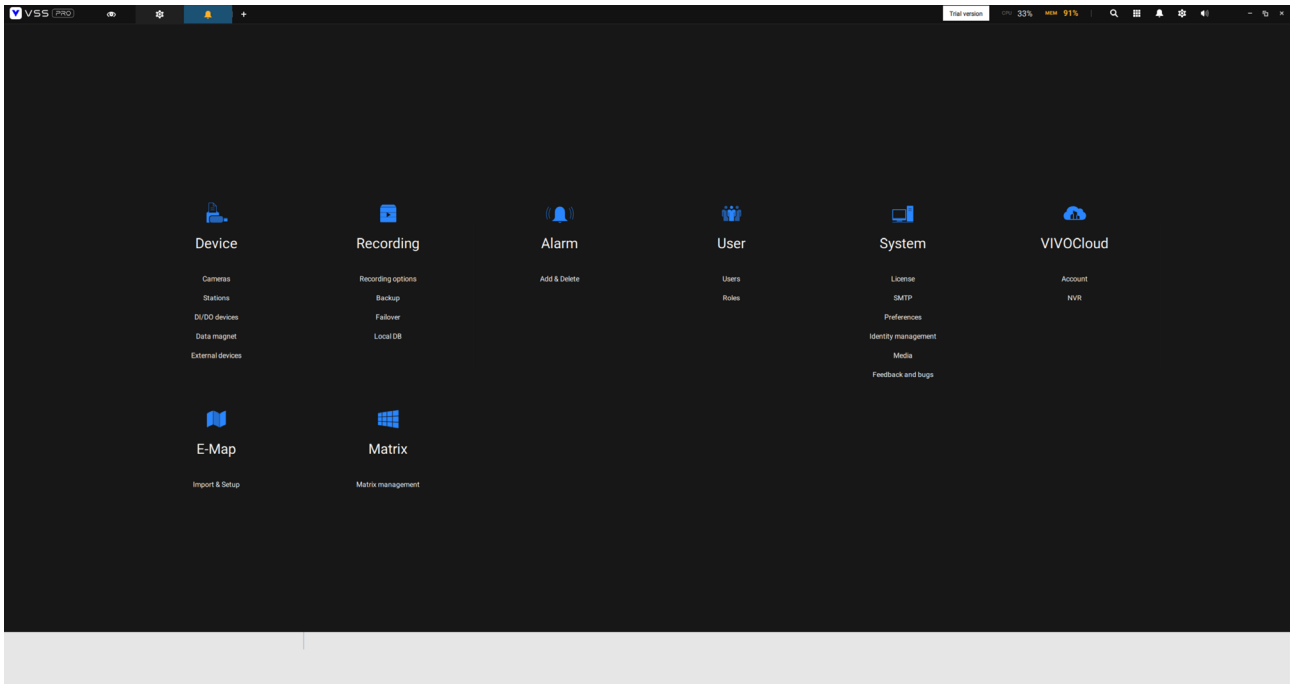 VSS PRO
Trial version CPU 33% MEM 91%
Device
Cameras
Stations
DI/DO devices
Data magnet
External devices
Recording
Recording options
Backup
Failover
Local DB
Alarm
Add & Delete
User
Users
Roles
System
License
SMTP
Preferences
Identity management
Media
Feedback and bugs
VIVOCloud
Account
NVR
E-Map
Import & Setup
Matrix
Matrix management